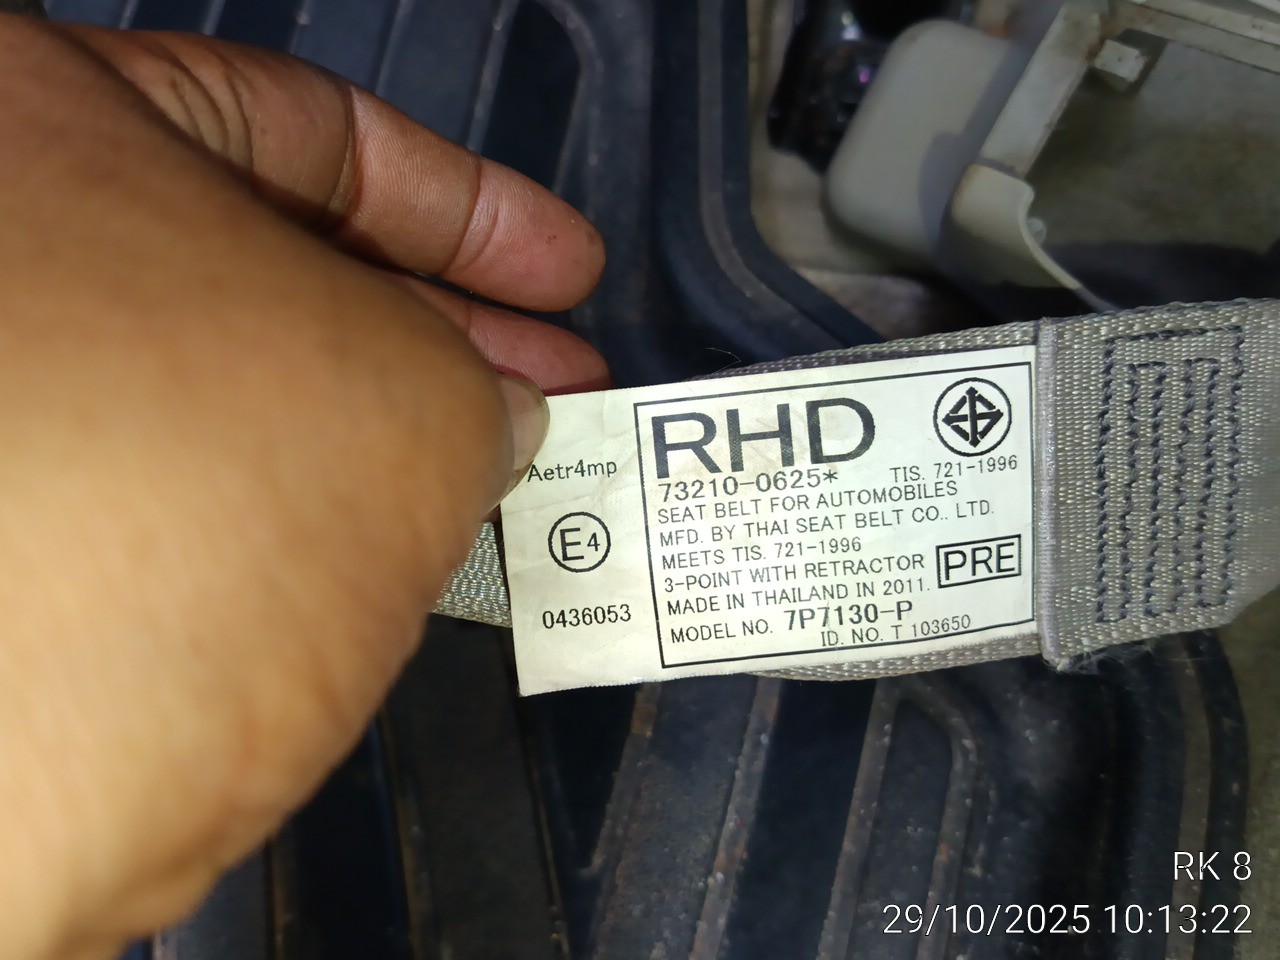 Aetr4mp
E4
0436053
RHD
73210-0625*
TIS. 721-1996
SEAT BELT FOR AUTOMOBILES
MFD. BY THAI SEAT BELT CO., LTD.
MEETS TIS. 721-1996
3-POINT WITH RETRACTOR
PRE
MADE IN THAILAND IN 2011.
MODEL NO. 7P7130-P
ID. NO. T 103650
RK 8
29/10/2025 10:13:22